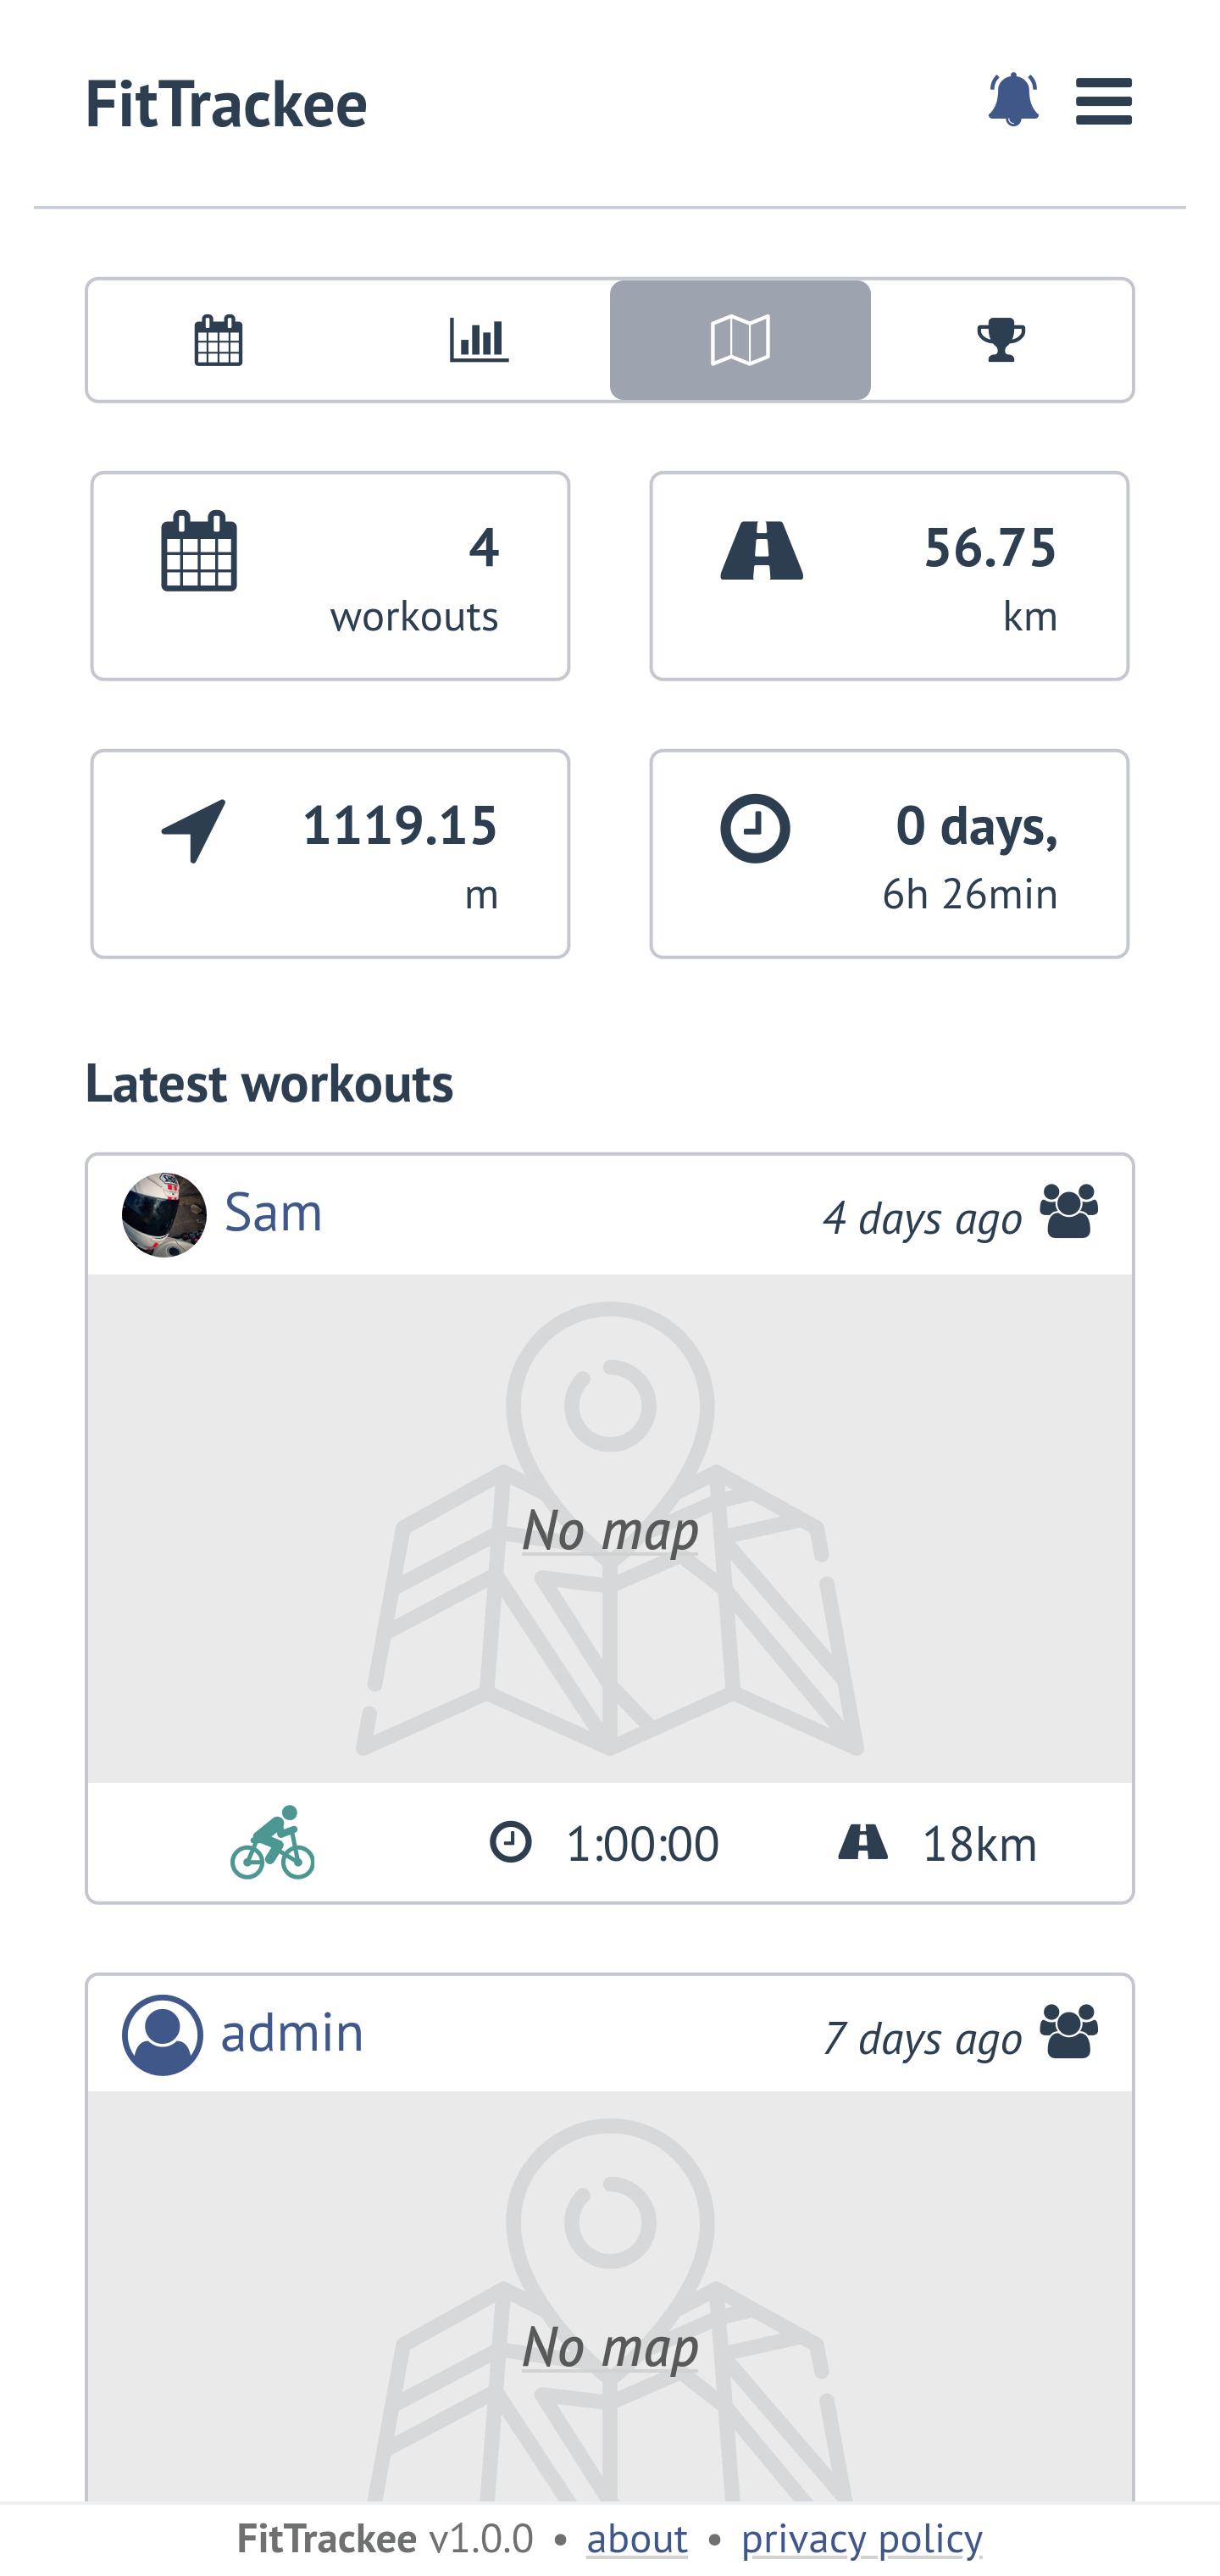 FitTrackee
4
workouts
56.75
km
1119.15
m
0 days,
6h 26min
Latest workouts
Sam
4 days ago
No map
1:00:00
18km
admin
7 days ago
No map
FitTrackee v1.0.0 • about • privacy policy